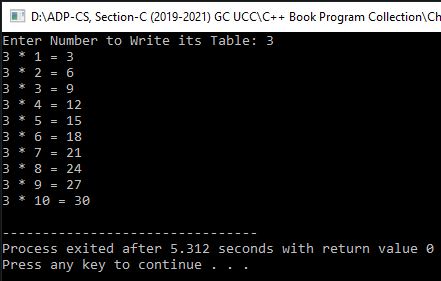 D:\ADP-CS, Section-C (2019-2021) GC UCC\C++ Book Program Collection\Ch
Enter Number to Write its Table: 3
3 * 1 = 3
3 * 2 = 6
3 * 3 = 9
3 * 4 = 12
3 * 5 = 15
3 * 6 = 18
3 * 7 = 21
3 * 8 = 24
3 * 9 = 27
3 * 10 = 30
--------------------------------
Process exited after 5.312 seconds with return value 0
Press any key to continue . . .